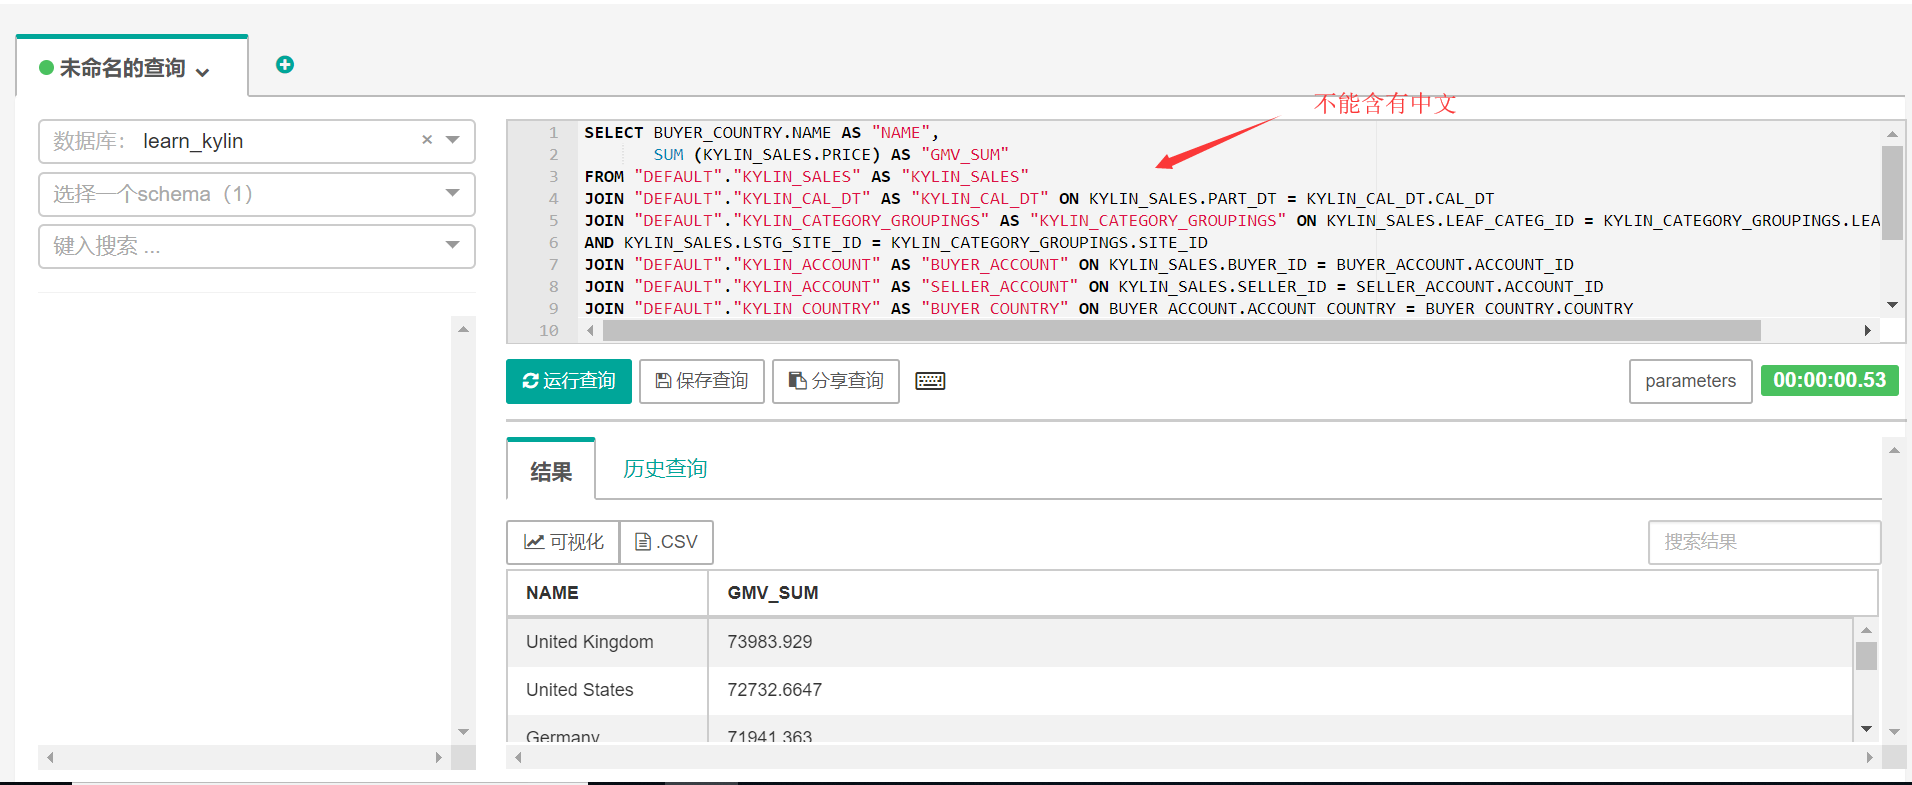 未命名的查询
不能含有中文
数据库： learn_kylin ×
选择一个schema（1）
键入搜索 ...
1 SELECT BUYER_COUNTRY.NAME AS "NAME",
2 SUM (KYLIN_SALES.PRICE) AS "GMV_SUM"
3 FROM "DEFAULT"."KYLIN_SALES" AS "KYLIN_SALES"
4 JOIN "DEFAULT"."KYLIN_CAL_DT" AS "KYLIN_CAL_DT" ON KYLIN_SALES.PART_DT = KYLIN_CAL_DT.CAL_DT
5 JOIN "DEFAULT"."KYLIN_CATEGORY_GROUPINGS" AS "KYLIN_CATEGORY_GROUPINGS" ON KYLIN_SALES.LEAF_CATEG_ID = KYLIN_CATEGORY_GROUPINGS.LEA
6 AND KYLIN_SALES.LSTG_SITE_ID = KYLIN_CATEGORY_GROUPINGS.SITE_ID
7 JOIN "DEFAULT"."KYLIN_ACCOUNT" AS "BUYER_ACCOUNT" ON KYLIN_SALES.BUYER_ID = BUYER_ACCOUNT.ACCOUNT_ID
8 JOIN "DEFAULT"."KYLIN_ACCOUNT" AS "SELLER_ACCOUNT" ON KYLIN_SALES.SELLER_ID = SELLER_ACCOUNT.ACCOUNT_ID
9 JOIN "DEFAULT"."KYLIN_COUNTRY" AS "BUYER_COUNTRY" ON BUYER_ACCOUNT.ACCOUNT_COUNTRY = BUYER_COUNTRY.COUNTRY
10
运行查询 保存查询 分享查询 parameters 00:00:00.53
结果 历史查询
可视化 .CSV 搜索结果
NAME GMV_SUM
United Kingdom 73983.929
United States 72732.6647
Germany 71941.363